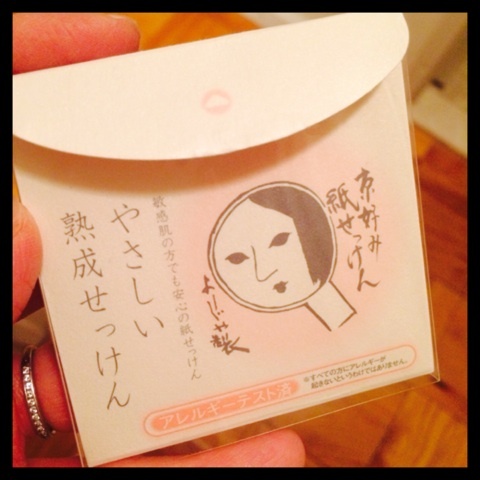 京好み
紙せっけん
よーじや製
敏感肌の方でも安心の紙せっけん
やさしい
熟成せっけん
アレルギーテスト済
※すべての方にアレルギーが
起きないというわけではありません。